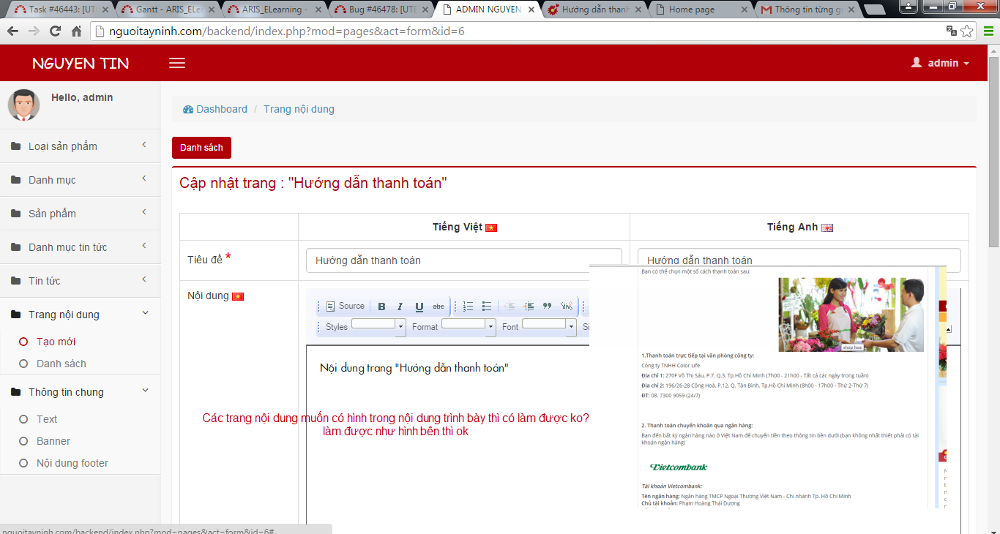 Task #46443: [UT
Gantt - ARIS_ELe
ARIS_ELearning -
Bug #46478: [UTE
ADMIN NGUYEN
Hướng dẫn thanh
Home page
Thông tin từng gi
nguoitayninh.com/backend/index.php?mod=pages&act=form&id=6
NGUYEN TIN
admin
Hello, admin
Dashboard / Trang nội dung
Loại sản phẩm
Danh sách
Danh mục
Cập nhật trang : "Hướng dẫn thanh toán"
Sản phẩm
Tiếng Việt
Tiếng Anh
Danh mục tin tức
Tiêu đề *
Hướng dẫn thanh toán
Hướng dẫn thanh toán
Tin tức
Nội dung
Trang nội dung
Tạo mới
Danh sách
Thông tin chung
Text
Banner
Nội dung footer
Source B I U abc
Styles Format Font Si
Nội dung trang "Hướng dẫn thanh toán"
Các trang nội dung muốn có hình trong nội dung trình bày thì có làm được ko?
làm được như hình bên thì ok
Bạn có thể chọn một số cách thanh toán sau:
shop hoa
1.Thanh toán trực tiếp tại văn phòng công ty:
Công ty TNHH Color Life
Địa chỉ 1: 270F Võ Thị Sáu, P.7, Q.3, Tp.Hồ Chí Minh (7h00 - 21h00 - Tất cả các ngày trong tuần)
Địa chỉ 2: 196/26-28 Cộng Hoà, P.12, Q. Tân Bình, Tp.Hồ Chí Minh (8h00 - 17h00 - Thứ 2-Thứ 7)
ĐT: 08. 7300 9059 (24/7)
2. Thanh toán chuyển khoản qua ngân hàng:
Bạn đến bất kỳ ngân hàng nào ở Việt Nam để chuyển tiền theo thông tin bên dưới (bạn không nhất thiết phải có tài
khoản ngân hàng)
Vietcombank
Tài khoản Vietcombank:
Tên ngân hàng: Ngân hàng TMCP Ngoại Thương Việt Nam - Chi nhánh Tp. Hồ Chí Minh
Chủ tài khoản: Phạm Hoàng Thái Dương
nguoitayninh.com/backend/index.php?mod=pages&act=form&id=6#